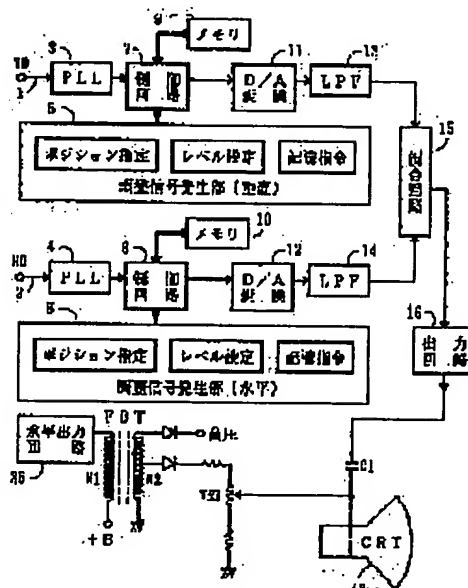 VD
1
3
PLL
7
制御
回路
9
メモリ
11
D/A
変換
13
LPF
5
ポジション指定
レベル設定
記憶指令
調整信号発生部(垂直)
15
混合回路
HD
2
4
PLL
8
制御
回路
10
メモリ
12
D/A
変換
14
LPF
6
ポジション指定
レベル設定
記憶指令
調整信号発生部(水平)
16
出力
回路
水平出力
回路
FDT
高圧
N1
N2
+B
C1
CRT